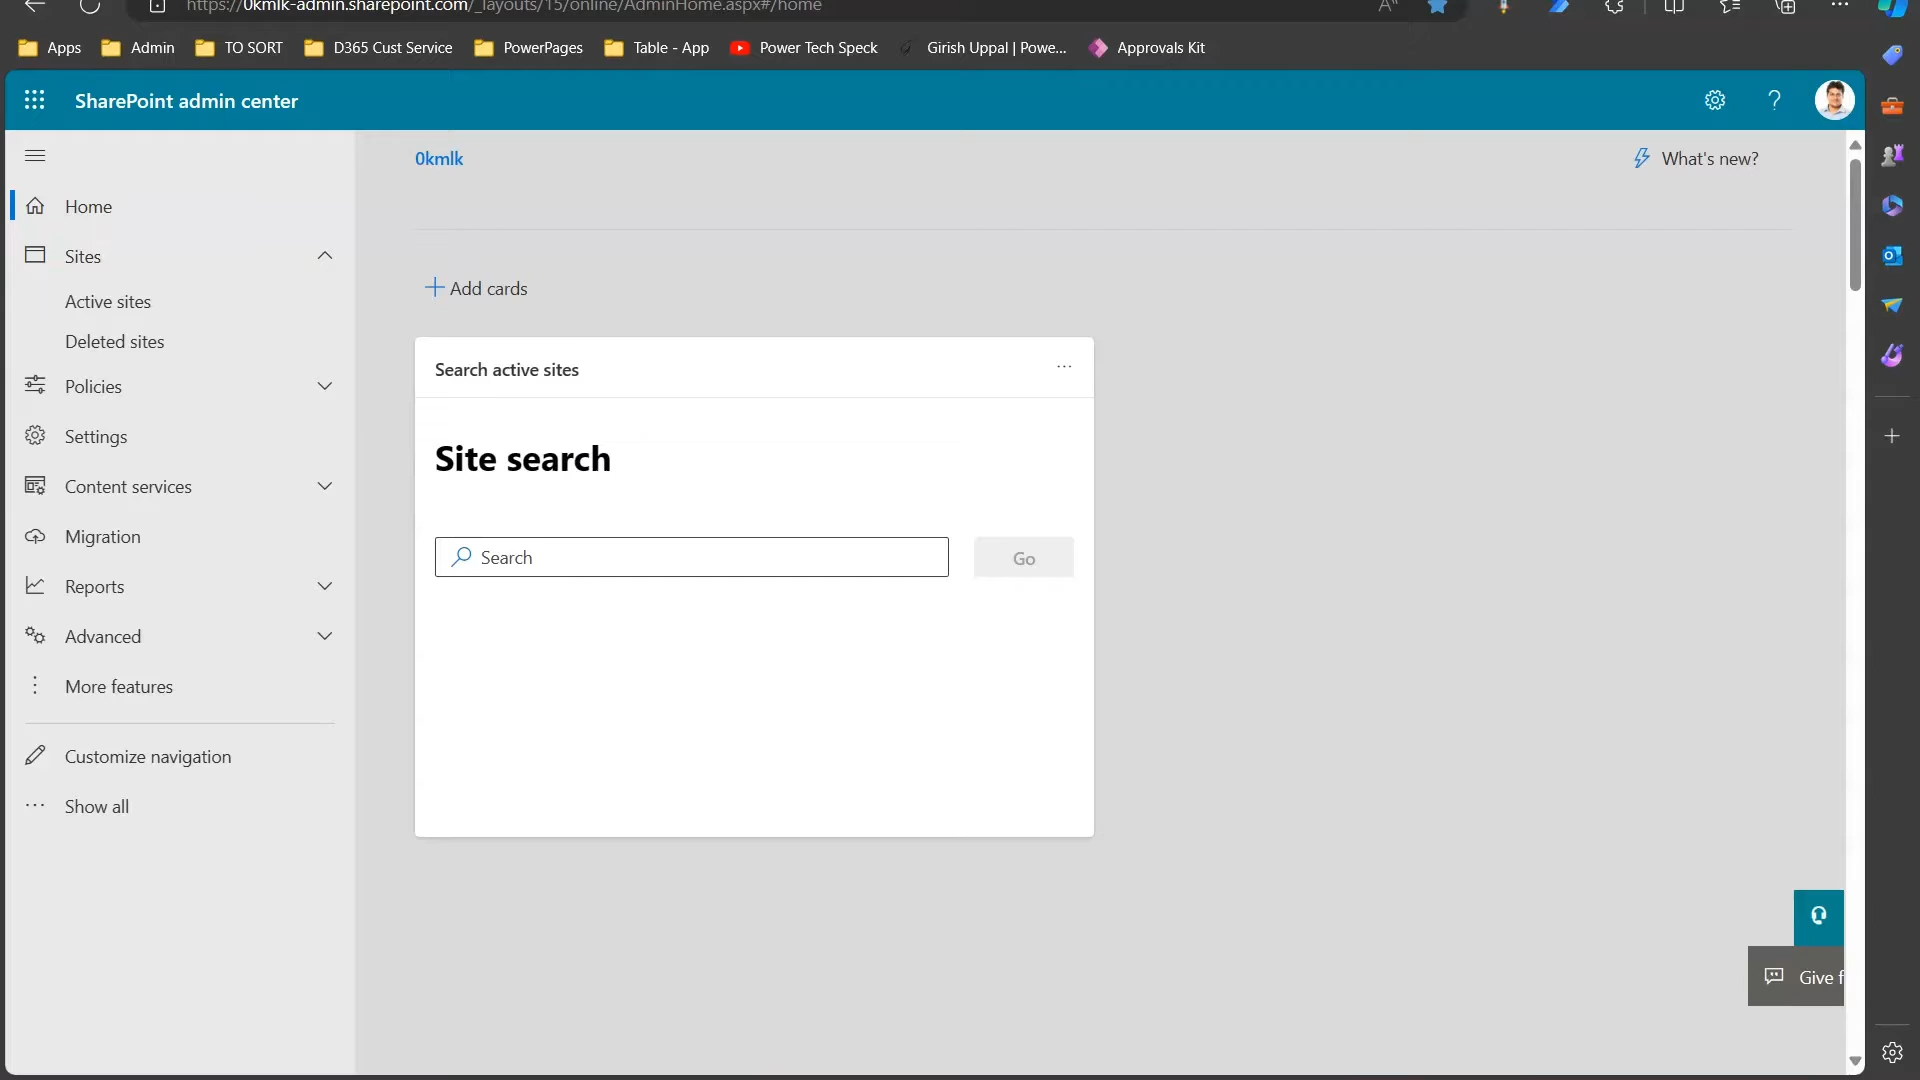 https://0kmlk-admin.sharepoint.com/_layouts/15/online/AdminHome.aspx#/home
Apps Admin TO SORT D365 Cust Service PowerPages Table - App Power Tech Speck Girish Uppal | Powe... Approvals Kit
SharePoint admin center
0kmlk
What's new?
Home
Sites
Active sites
Deleted sites
Policies
Settings
Content services
Migration
Reports
Advanced
More features
Customize navigation
Show all
Add cards
Search active sites
Site search
Search
Go
Give f